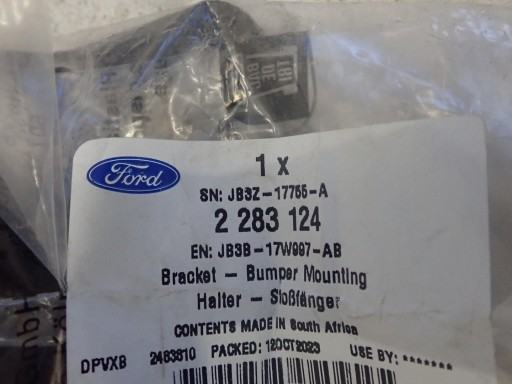 Ford
1 x
SN: JB3Z-17755-A
2 283 124
EN: JB3B-17W997-AB
Bracket - Bumper Mounting
Halter - Stoßfänger
CONTENTS MADE IN South Africa
DPVXB 2463810 PACKED: 12OCT2023 USE BY: *******